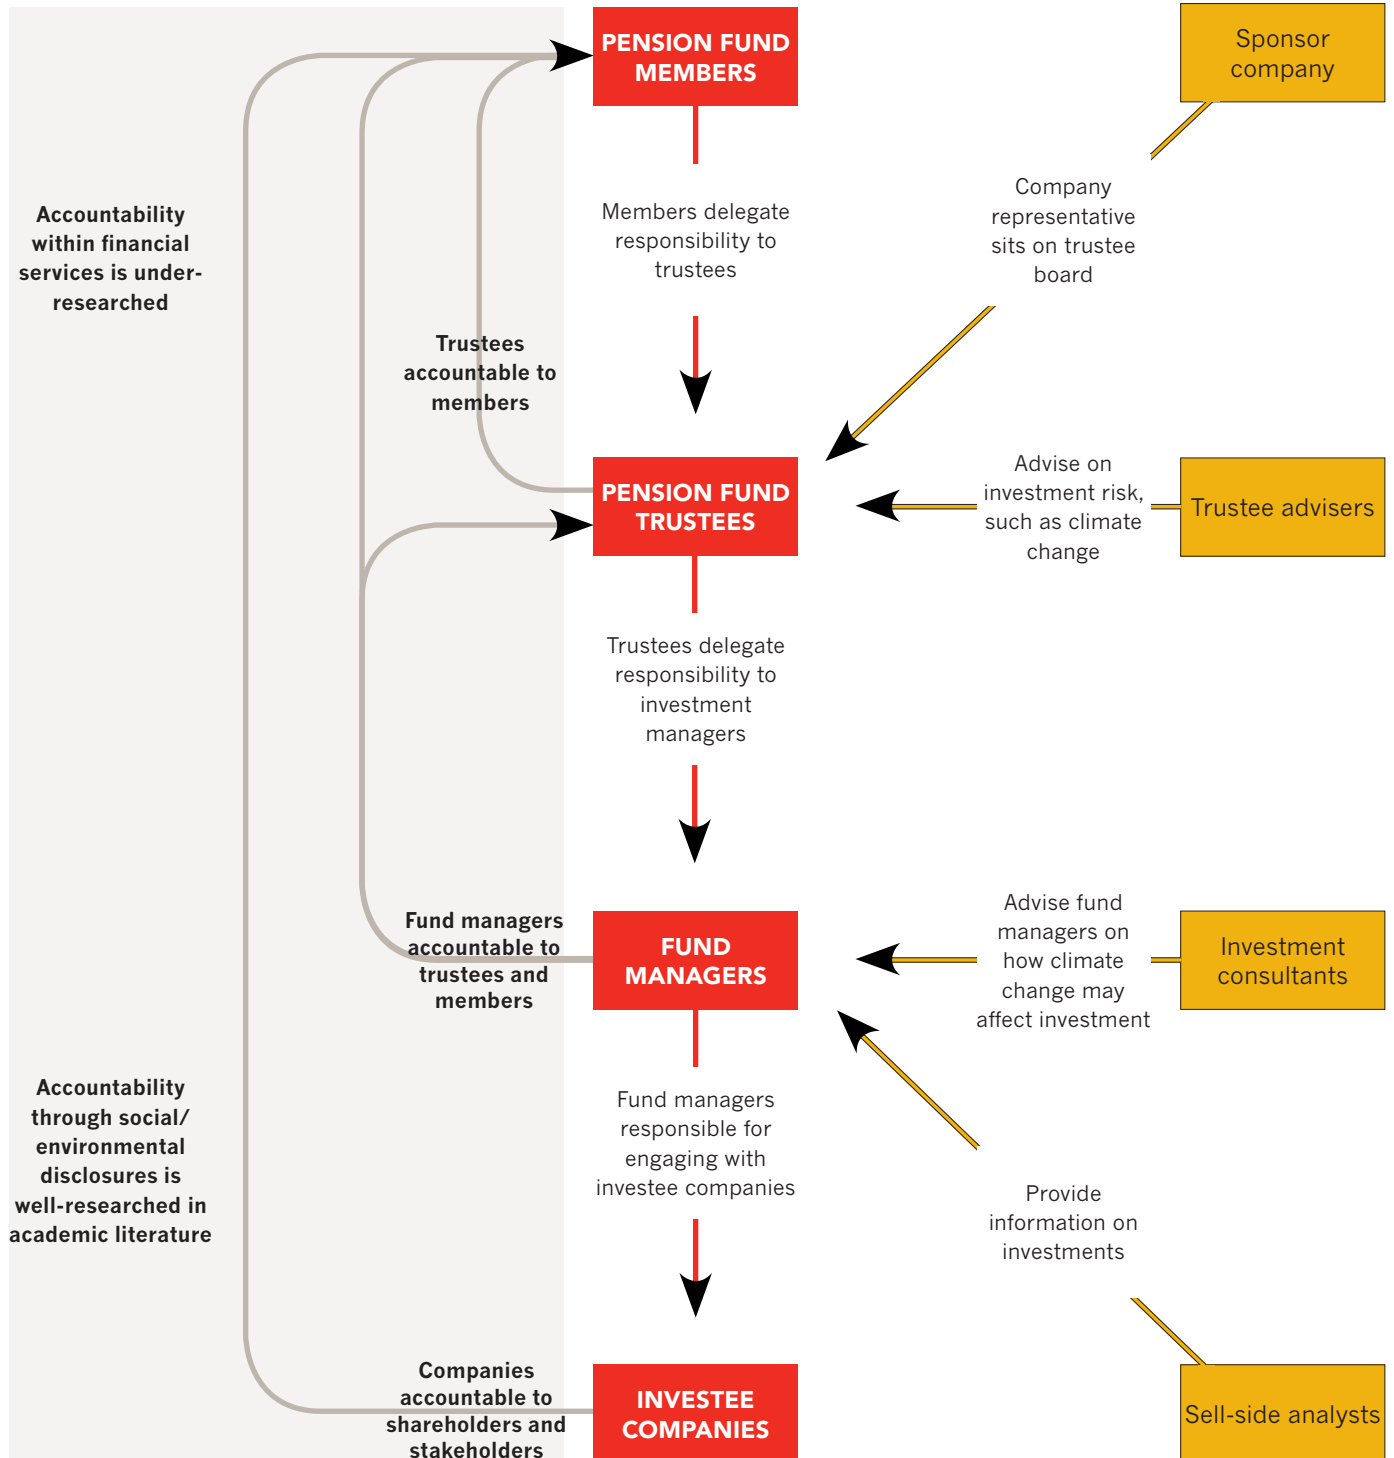 PENSION FUND
MEMBERS
Sponsor
company
Company
representative
sits on trustee
board
Members delegate
responsibility to
trustees
Accountability
within financial
services is under-
researched
Trustees
accountable to
members
PENSION FUND
TRUSTEES
Advise on
investment risk,
such as climate
change
Trustee advisers
Trustees delegate
responsibility to
investment
managers
Fund managers
accountable to
trustees and
members
FUND
MANAGERS
Advise fund
managers on
how climate
change may
affect investment
Investment
consultants
Accountability
through social/
environmental
disclosures is
well-researched in
academic literature
Fund managers
responsible for
engaging with
investee companies
Provide
information on
investments
Companies
accountable to
shareholders and
stakeholders
INVESTEE
COMPANIES
Sell-side analysts